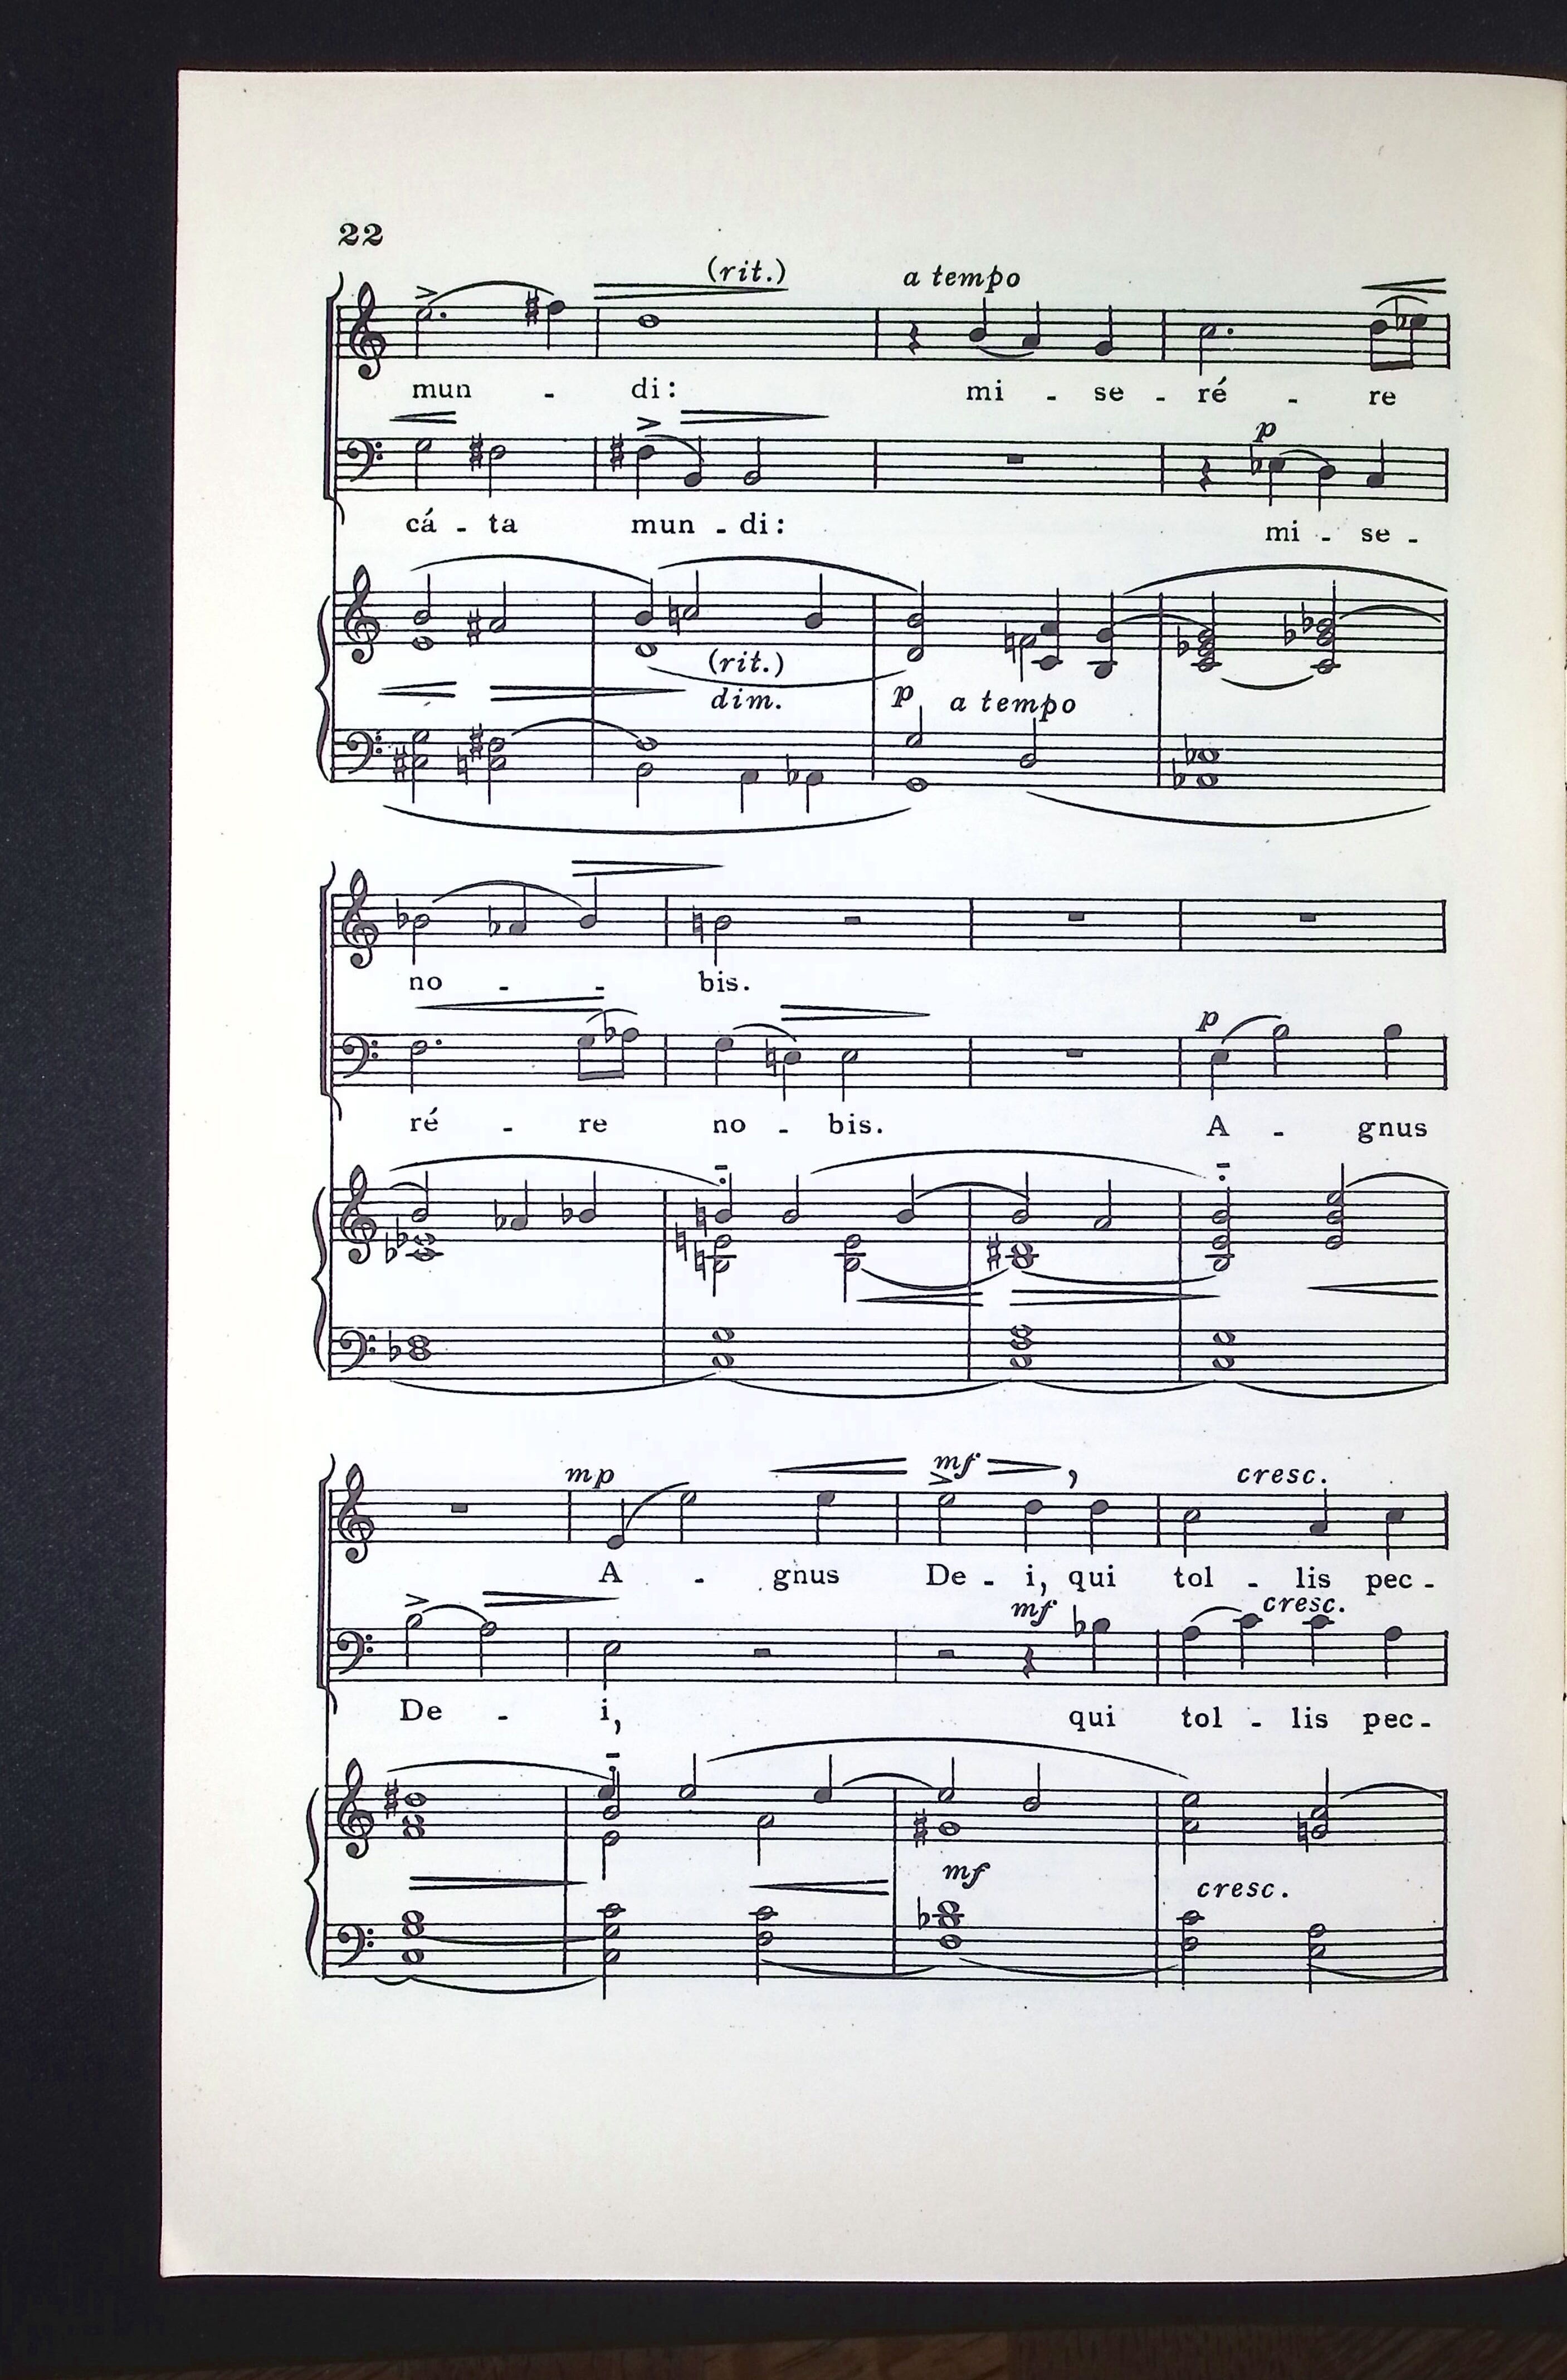 22
(rit.) a tempo
mun - di: mi - se - ré - re
p
cá - ta mun - di: mi - se -
(rit.)
dim. p a tempo
no - - bis.
p
ré - re no - bis. A - gnus
mp mf , cresc.
A - gnus De - i, qui tol - lis pec -
mf cresc.
De - i, qui tol - lis pec -
mf cresc.